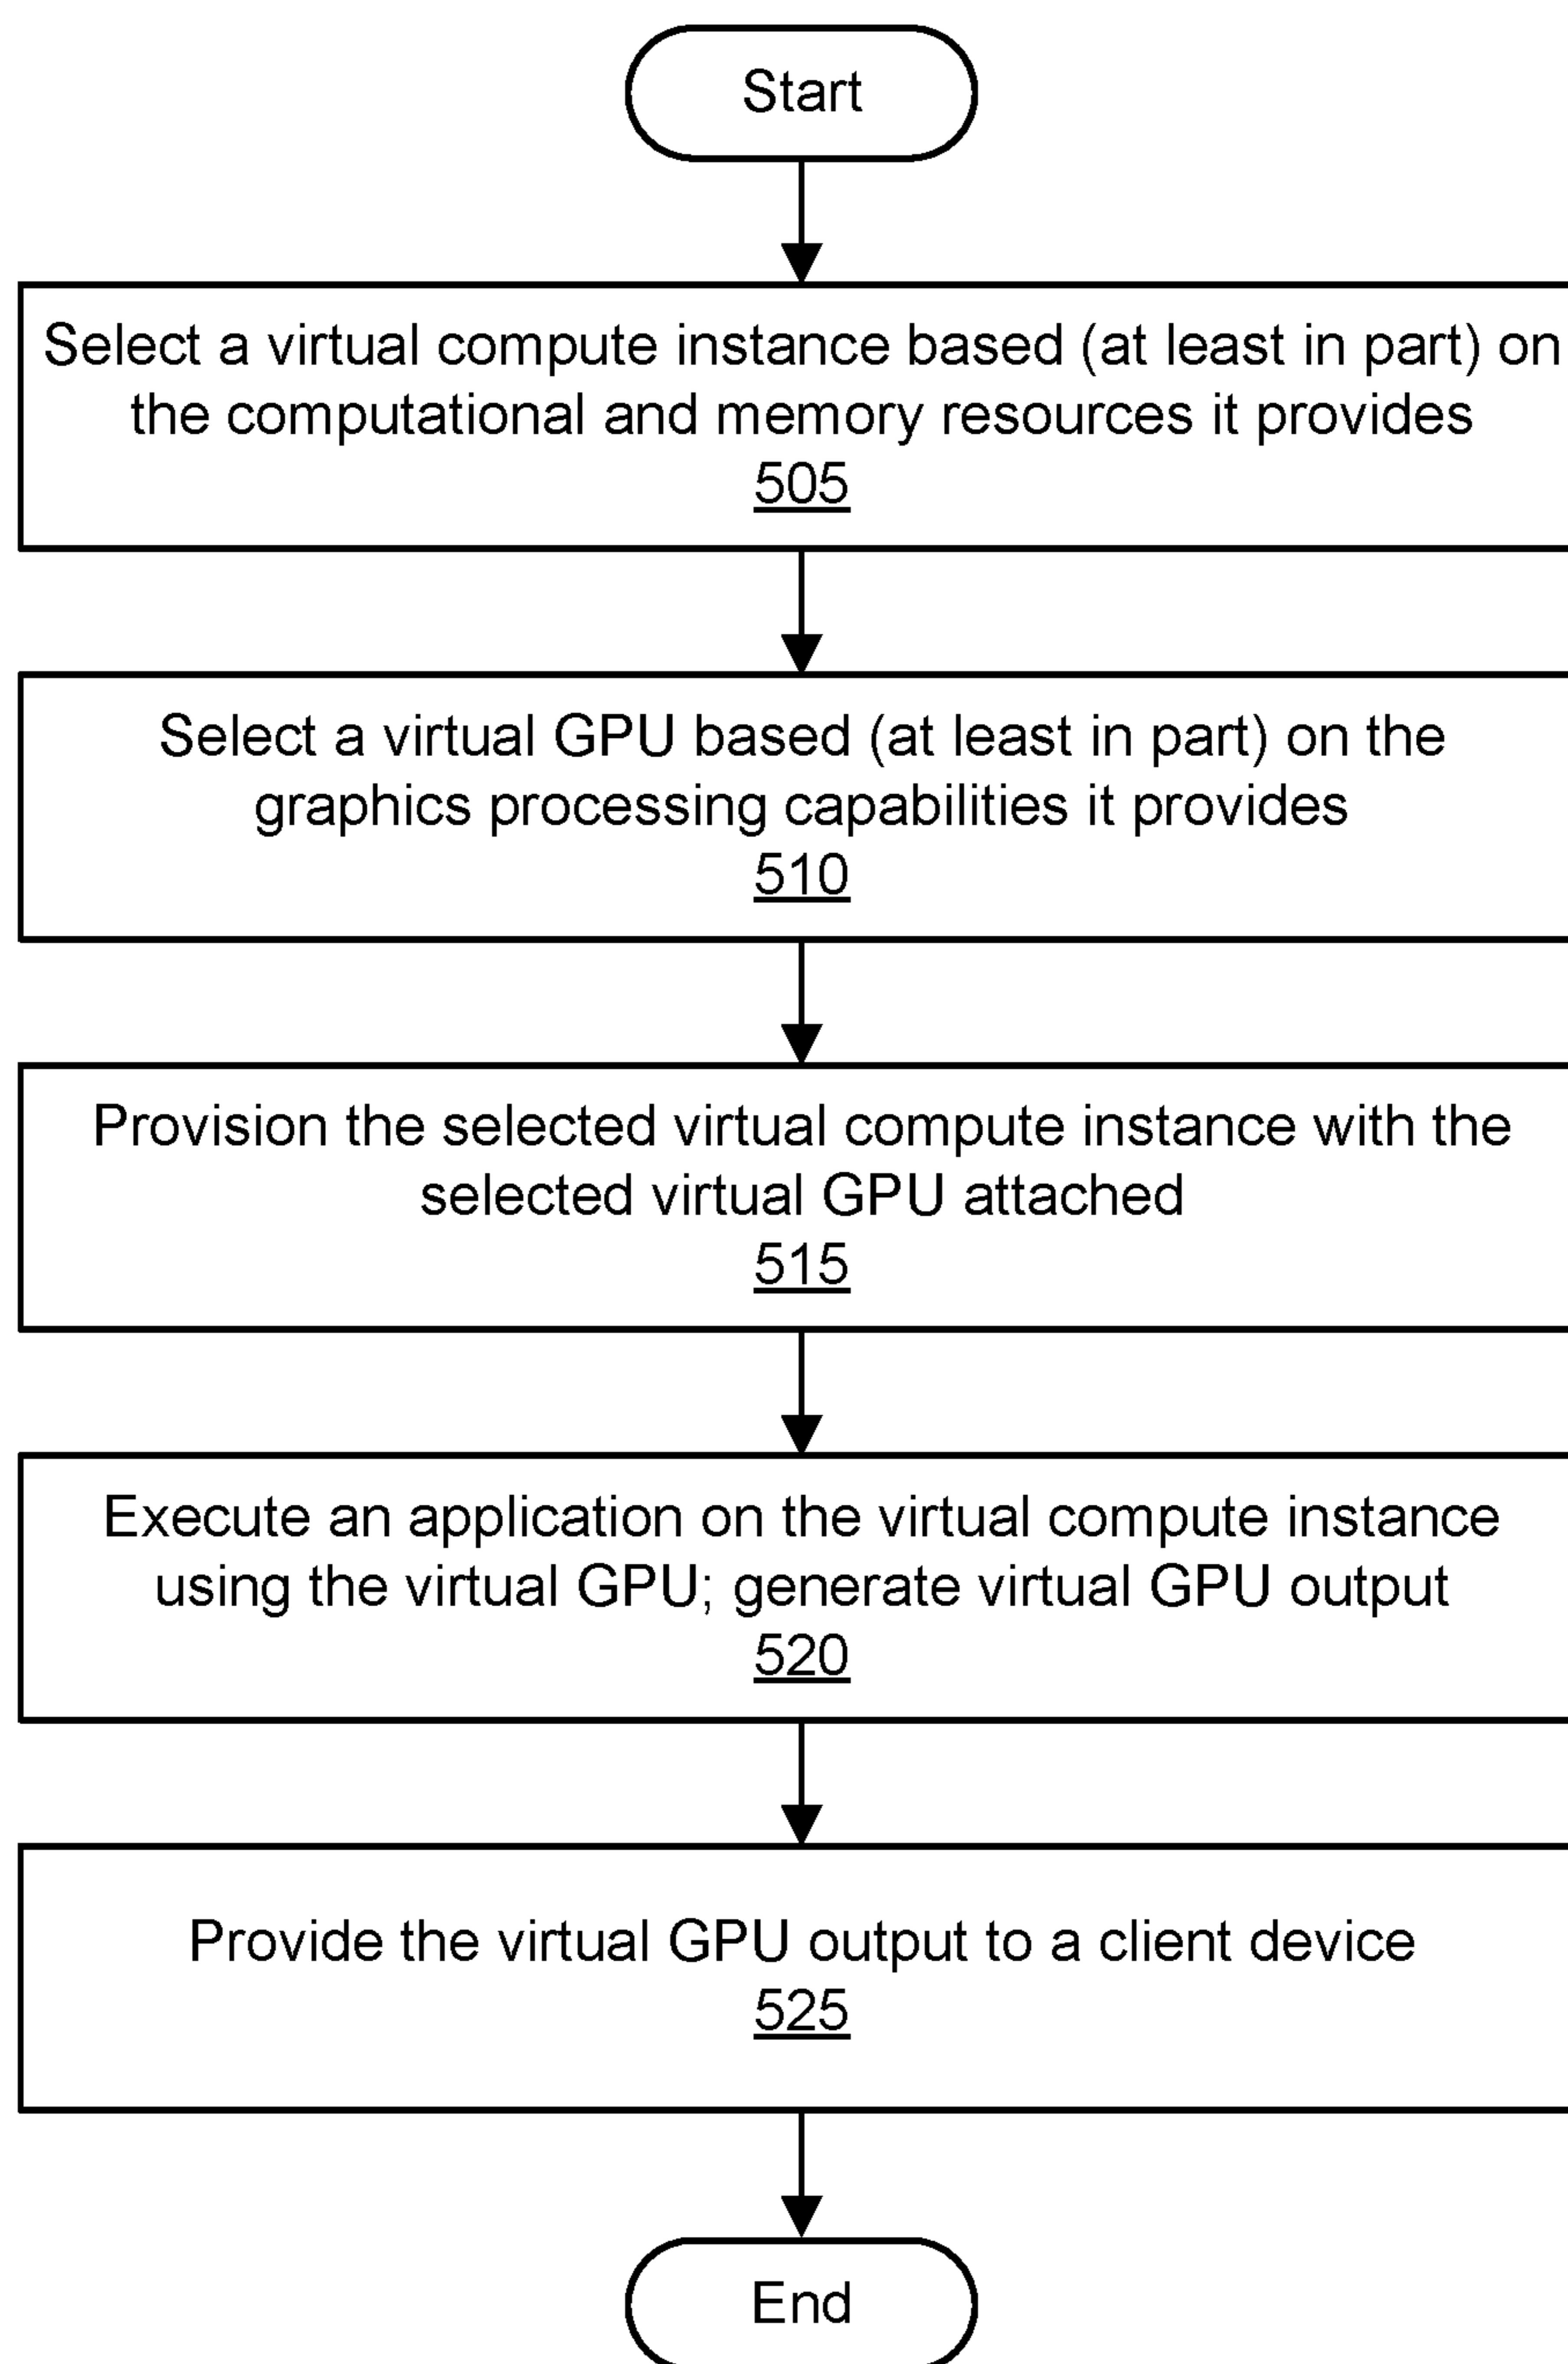 Start
Select a virtual compute instance based (at least in part) on
the computational and memory resources it provides
505
Select a virtual GPU based (at least in part) on the
graphics processing capabilities it provides
510
Provision the selected virtual compute instance with the
selected virtual GPU attached
515
Execute an application on the virtual compute instance
using the virtual GPU; generate virtual GPU output
520
Provide the virtual GPU output to a client device
525
End